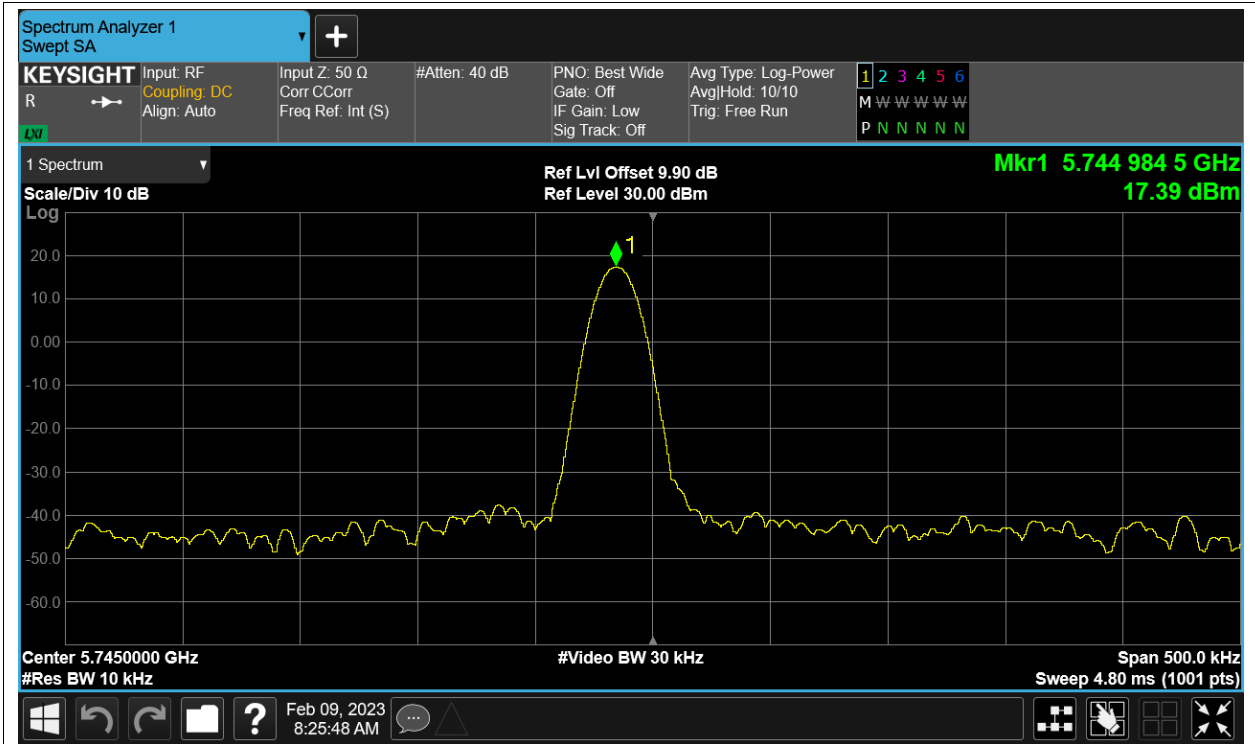 Spectrum Analyzer 1
Swept SA
KEYSIGHT
R
LXI
Input: RF
Coupling: DC
Align: Auto
Input Z: 50 Ω
Corr CCorr
Freq Ref: Int (S)
#Atten: 40 dB
PNO: Best Wide
Gate: Off
IF Gain: Low
Sig Track: Off
Avg Type: Log-Power
Avg|Hold: 10/10
Trig: Free Run
1 2 3 4 5 6
M W W W W W
P N N N N N
1 Spectrum
Scale/Div 10 dB
Log
Ref Lvl Offset 9.90 dB
Ref Level 30.00 dBm
Mkr1 5.744 984 5 GHz
17.39 dBm
1
20.0
10.0
0.00
-10.0
-20.0
-30.0
-40.0
-50.0
-60.0
Center 5.7450000 GHz
#Res BW 10 kHz
#Video BW 30 kHz
Span 500.0 kHz
Sweep 4.80 ms (1001 pts)
?
Feb 09, 2023
8:25:48 AM